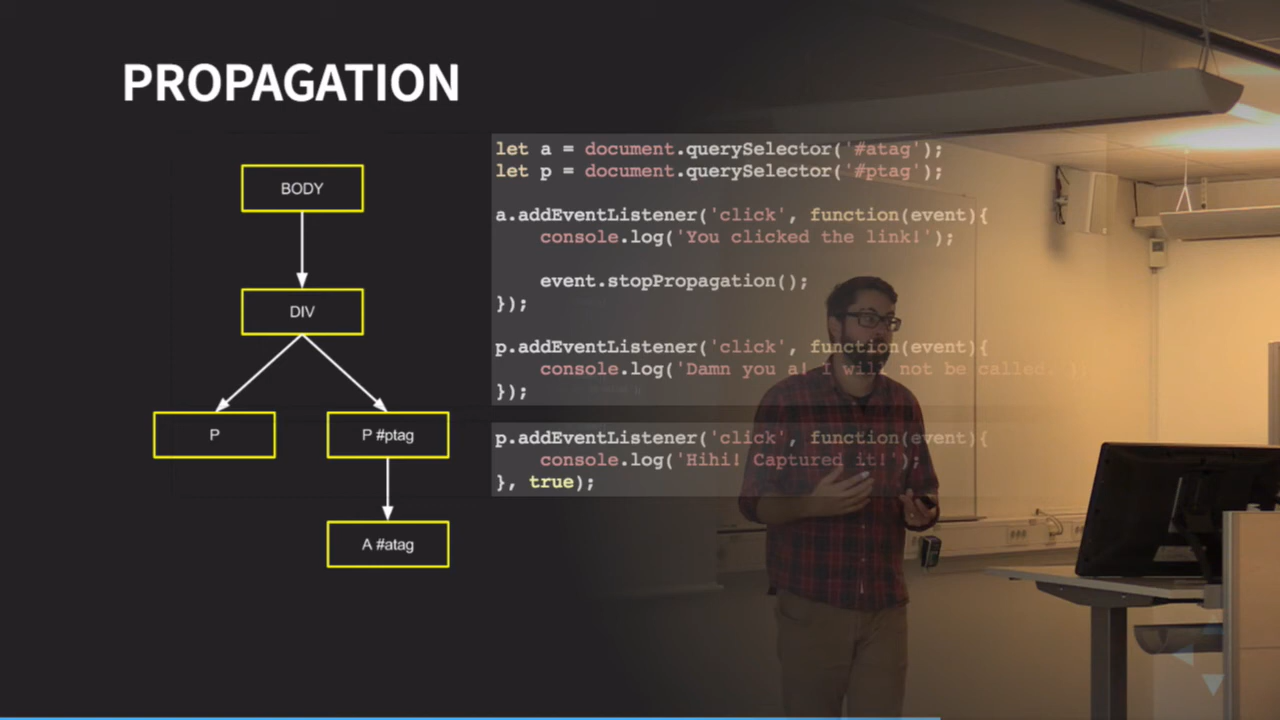 PROPAGATION
BODY
DIV
P
P #ptag
A #atag
let a = document.querySelector('#atag');
let p = document.querySelector('#ptag');
a.addEventListener('click', function(event){
console.log('You clicked the link!');
event.stopPropagation();
});
p.addEventListener('click', function(event){
console.log('Damn you a! I will not be called.');
});
p.addEventListener('click', function(event){
console.log('Hihi! Captured it!');
}, true);